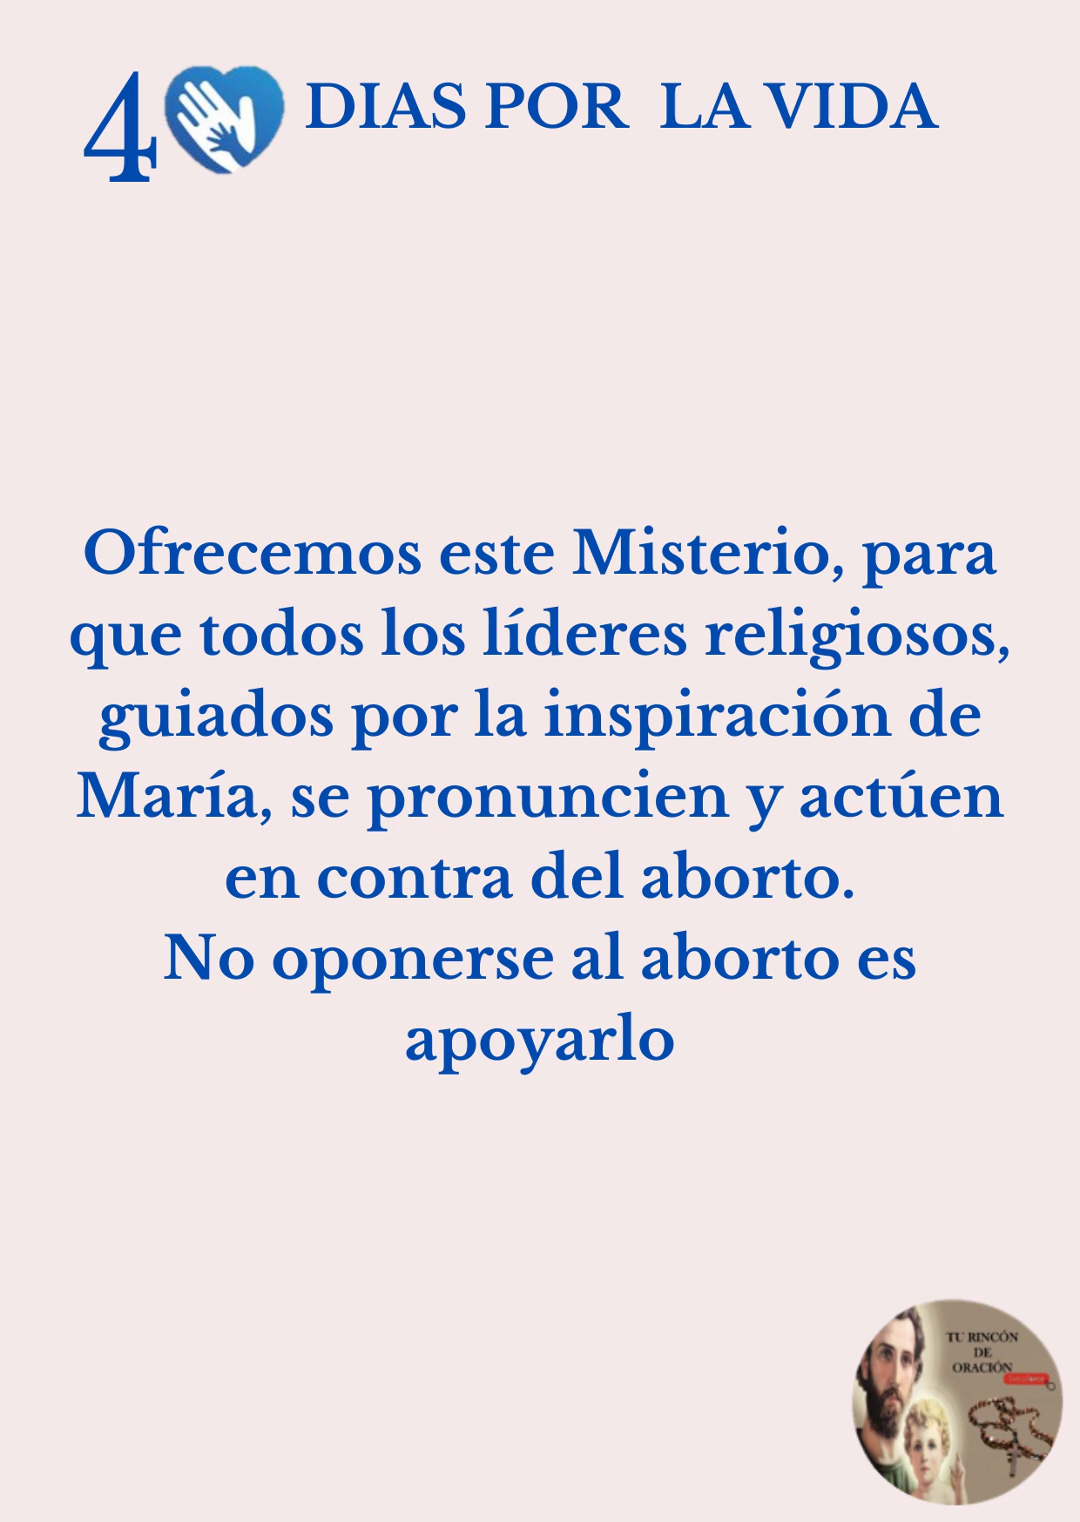 4 DIAS POR LA VIDA
Ofrecemos este Misterio, para
que todos los líderes religiosos,
guiados por la inspiración de
María, se pronuncien y actúen
en contra del aborto.
No oponerse al aborto es
apoyarlo
TU RINCÓN
DE
ORACIÓN